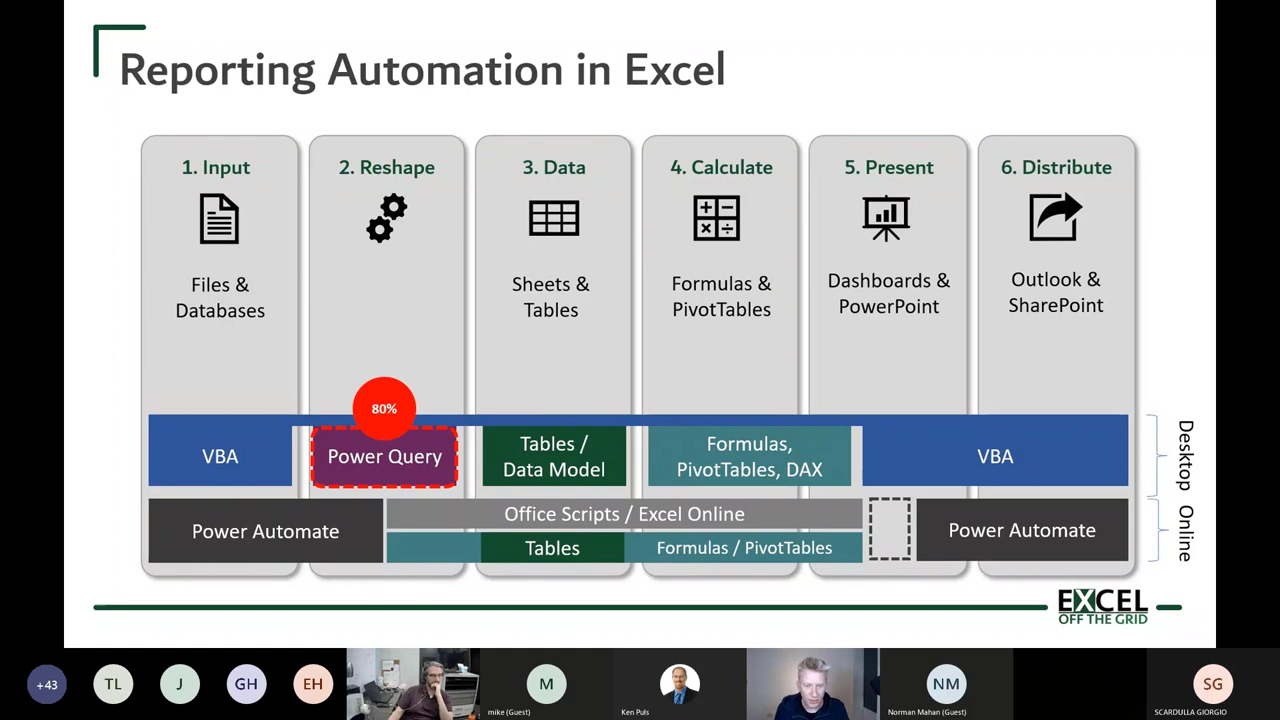 Reporting Automation in Excel
1. Input
2. Reshape
3. Data
4. Calculate
5. Present
6. Distribute
Files &
Databases
Sheets &
Tables
Formulas &
PivotTables
Dashboards &
PowerPoint
Outlook &
SharePoint
80%
VBA
Power Query
Tables /
Data Model
Formulas,
PivotTables, DAX
VBA
Desktop
Power Automate
Office Scripts / Excel Online
Tables
Formulas / PivotTables
Power Automate
Online
EXCEL
OFF THE GRID
+43
TL
J
GH
EH
M
mike (Guest)
Ken Puls
NM
Norman Mahan (Guest)
SG
SCARDULLA GIORGIO